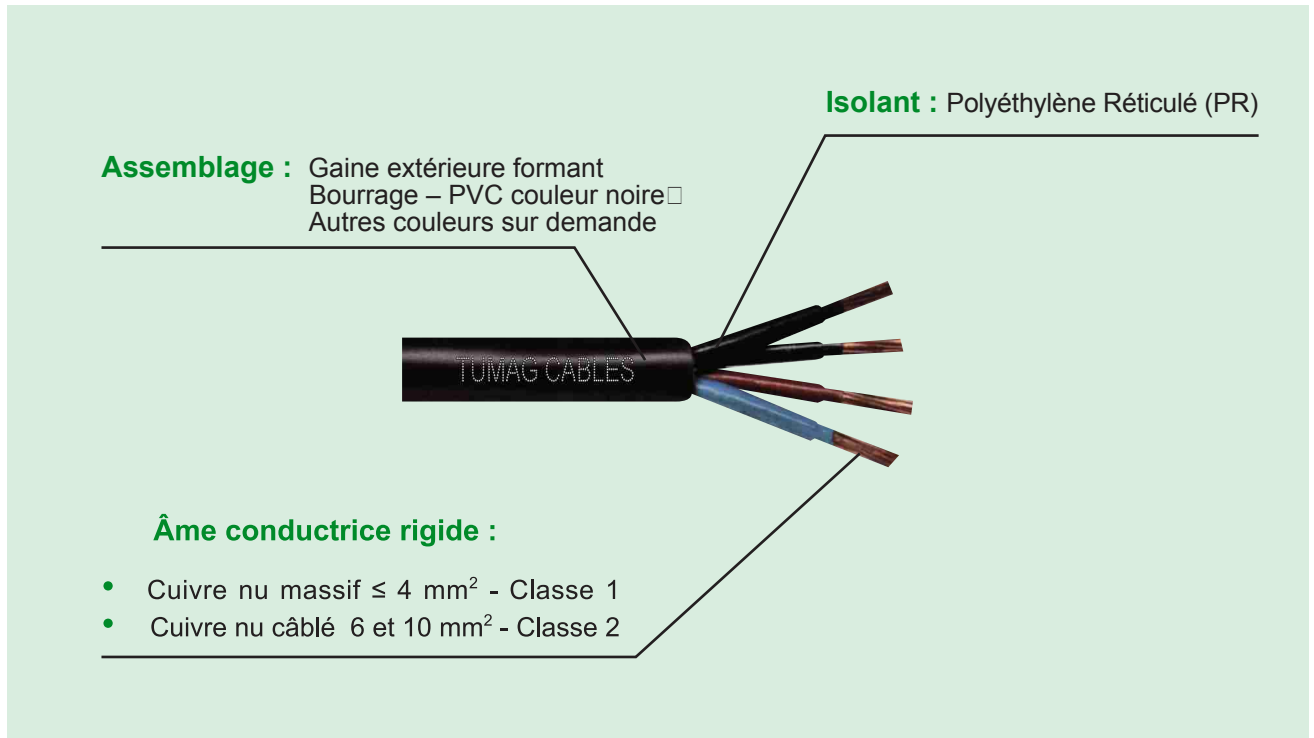 Isolant : Polyéthylène Réticulé (PR)
Assemblage : Gaine extérieure formant
Bourrage – PVC couleur noire□
Autres couleurs sur demande
TUMAG CABLES
Âme conductrice rigide :
• Cuivre nu massif ≤ 4 mm² - Classe 1
• Cuivre nu câblé 6 et 10 mm² - Classe 2